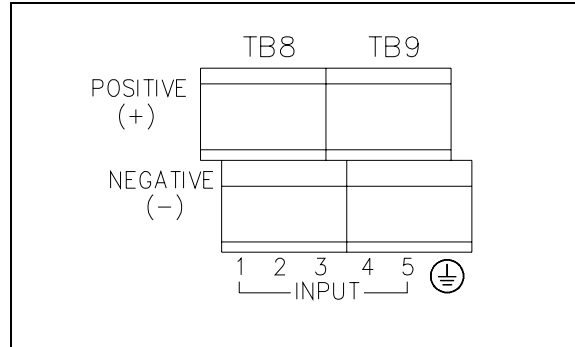 TB8 TB9
POSITIVE
(+)
NEGATIVE
(-)
1 2 3 4 5
INPUT